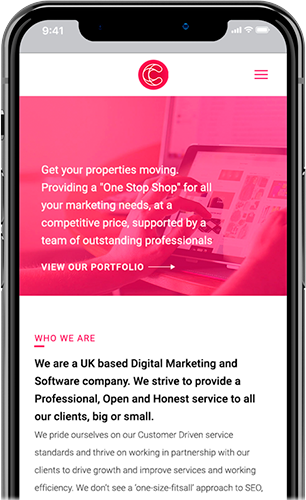 9:41
Get your properties moving.
Providing a "One Stop Shop" for all
your marketing needs, at a
competitive price, supported by a
team of outstanding professionals
VIEW OUR PORTFOLIO
WHO WE ARE
We are a UK based Digital Marketing and
Software company. We strive to provide a
Professional, Open and Honest service to all
our clients, big or small.
We pride ourselves on our Customer Driven service
standards and thrive on working in partnership with our
clients to drive growth and improve services and working
efficiency. We don't see a 'one-size-fitsall' approach to SEO,